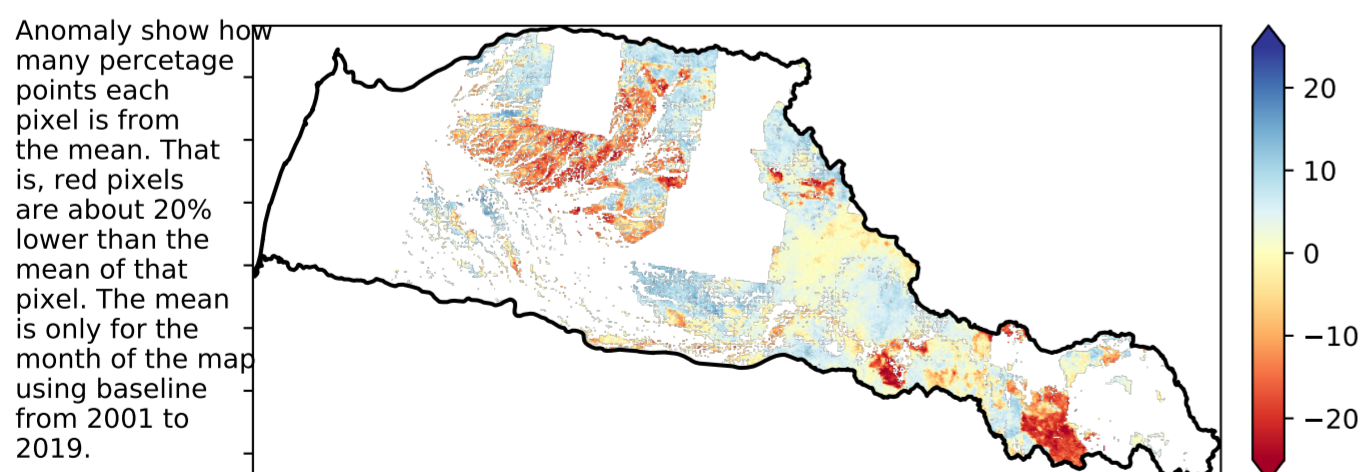 Anomaly show how
many percetage
points each
pixel is from
the mean. That
is, red pixels
are about 20%
lower than the
mean of that
pixel. The mean
is only for the
month of the map
using baseline
from 2001 to
2019.
20
10
0
−10
−20